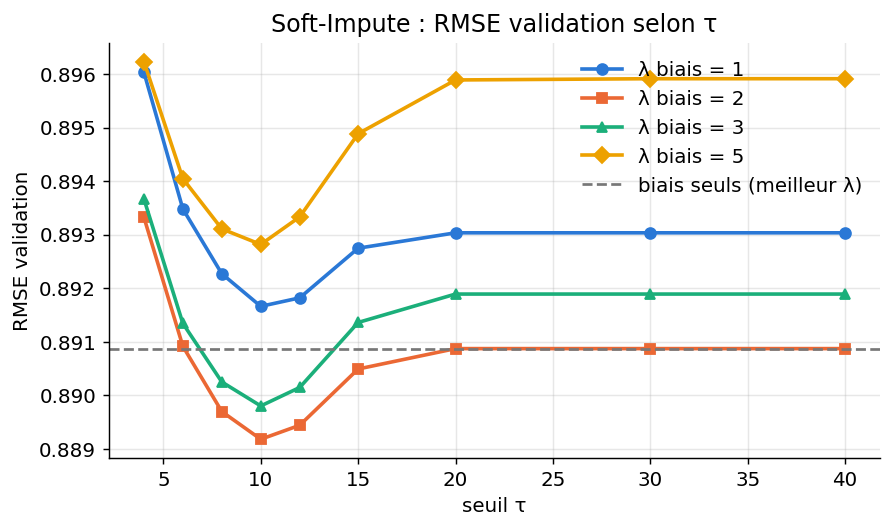 Soft-Impute : RMSE validation selon τ
RMSE validation
0.896
0.895
0.894
0.893
0.892
0.891
0.890
0.889
λ biais = 1
λ biais = 2
λ biais = 3
λ biais = 5
biais seuls (meilleur λ)
5 10 15 20 25 30 35 40
seuil τ